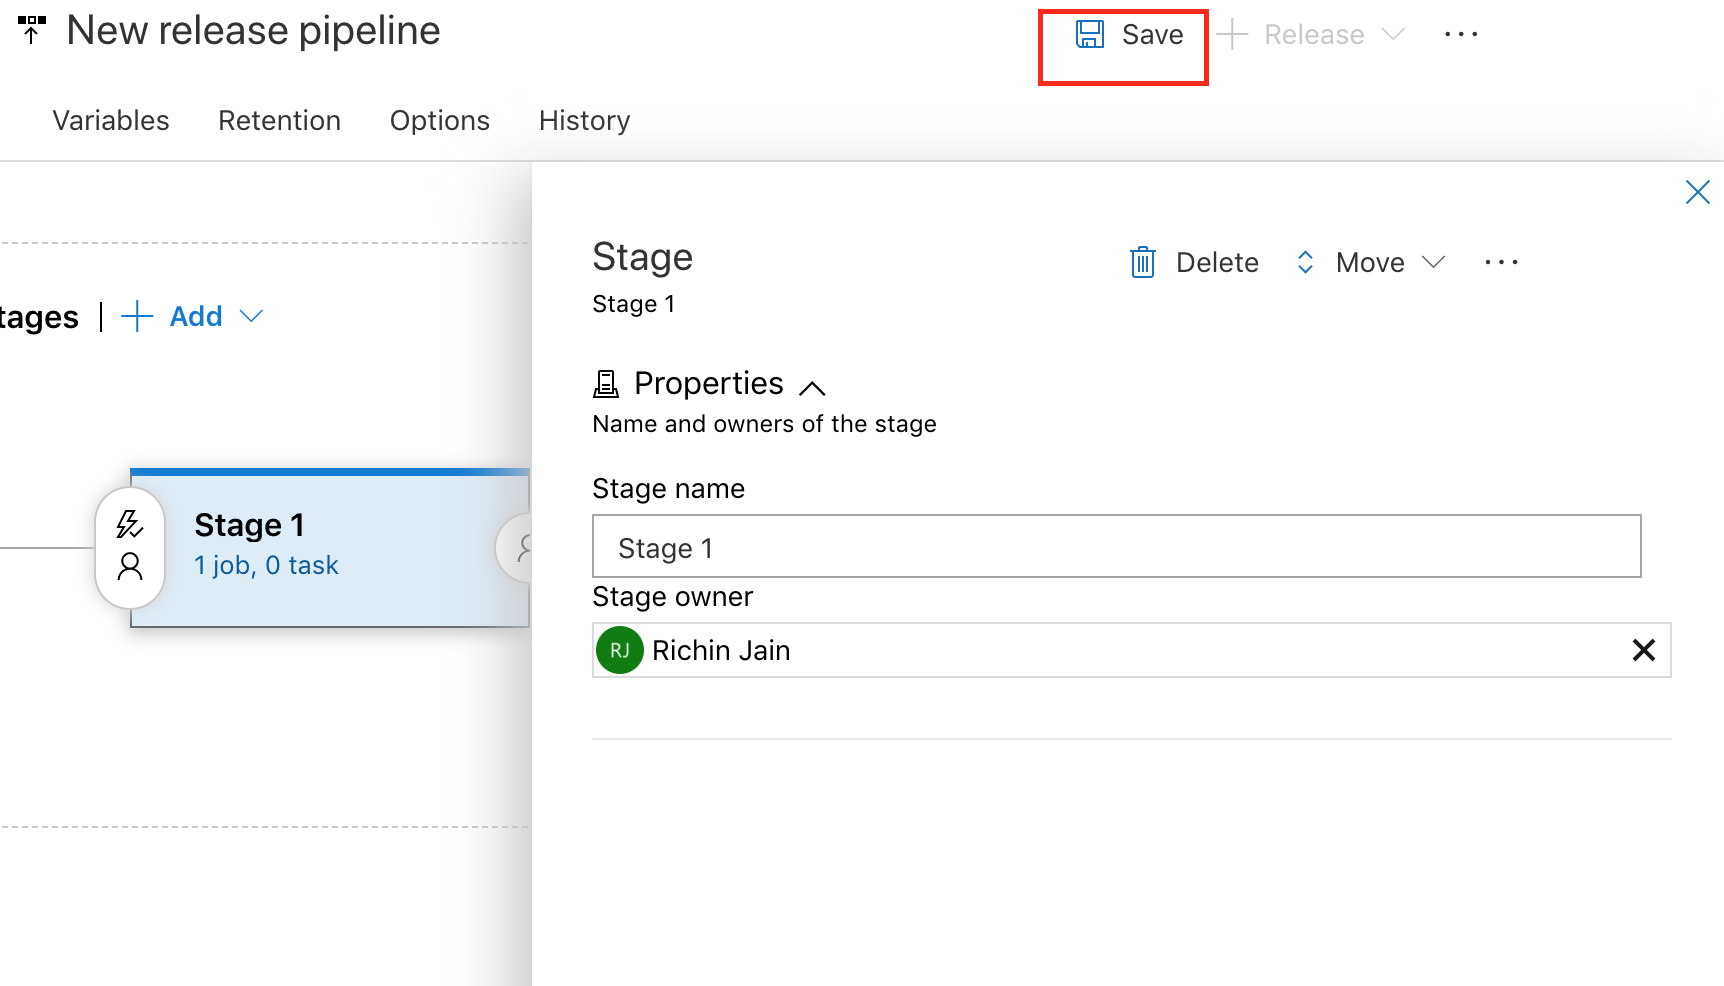 New release pipeline
Save
Release
Variables
Retention
Options
History
Stage
Delete
Move
Stage 1
tages
Add
Properties
Name and owners of the stage
Stage name
Stage 1
Stage 1
1 job, 0 task
Stage owner
RJ
Richin Jain